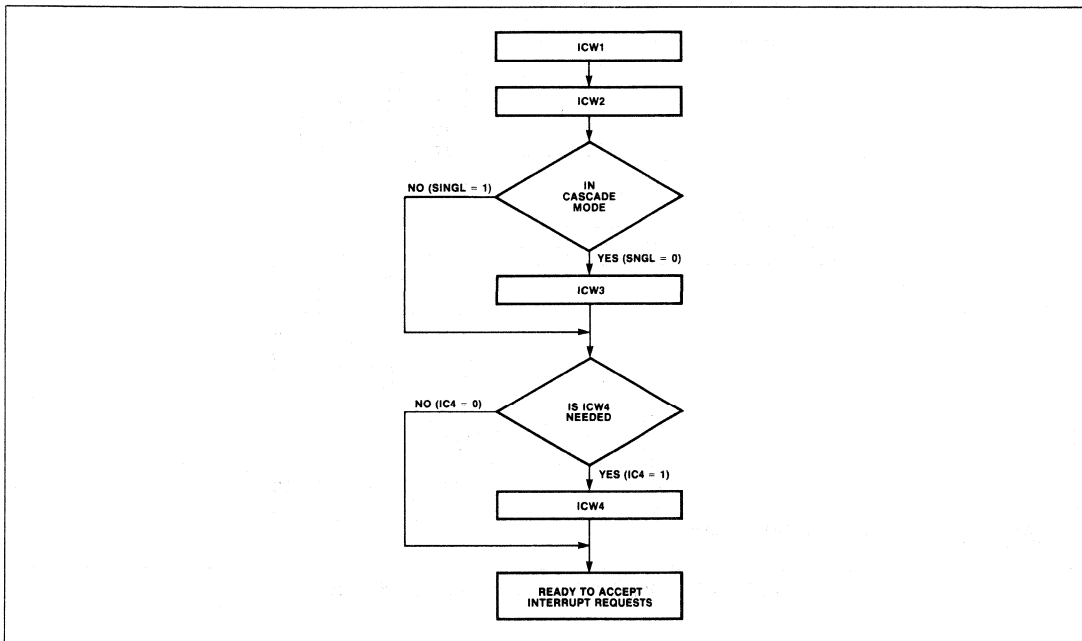 ICW1
ICW2
IN
CASCADE
MODE
NO (SINGL = 1)
YES (SNGL = 0)
ICW3
IS ICW4
NEEDED
NO (IC4 = 0)
YES (IC4 = 1)
ICW4
READY TO ACCEPT
INTERRUPT REQUESTS